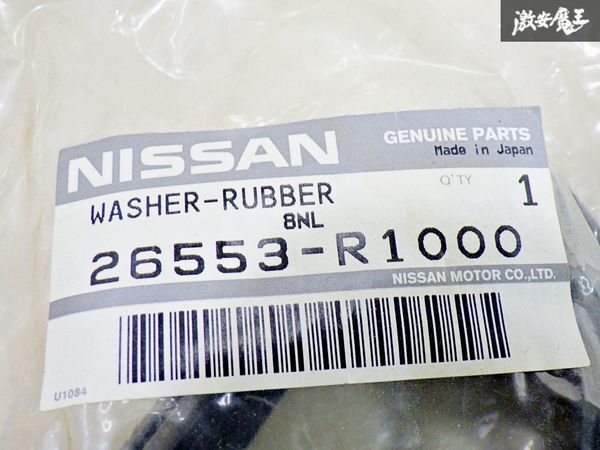 激安魔王
NISSAN
GENUINE PARTS
Made in Japan
WASHER-RUBBER
Q'TY 1
8NL
26553-R1000
NISSAN MOTOR CO.,LTD.
U1084